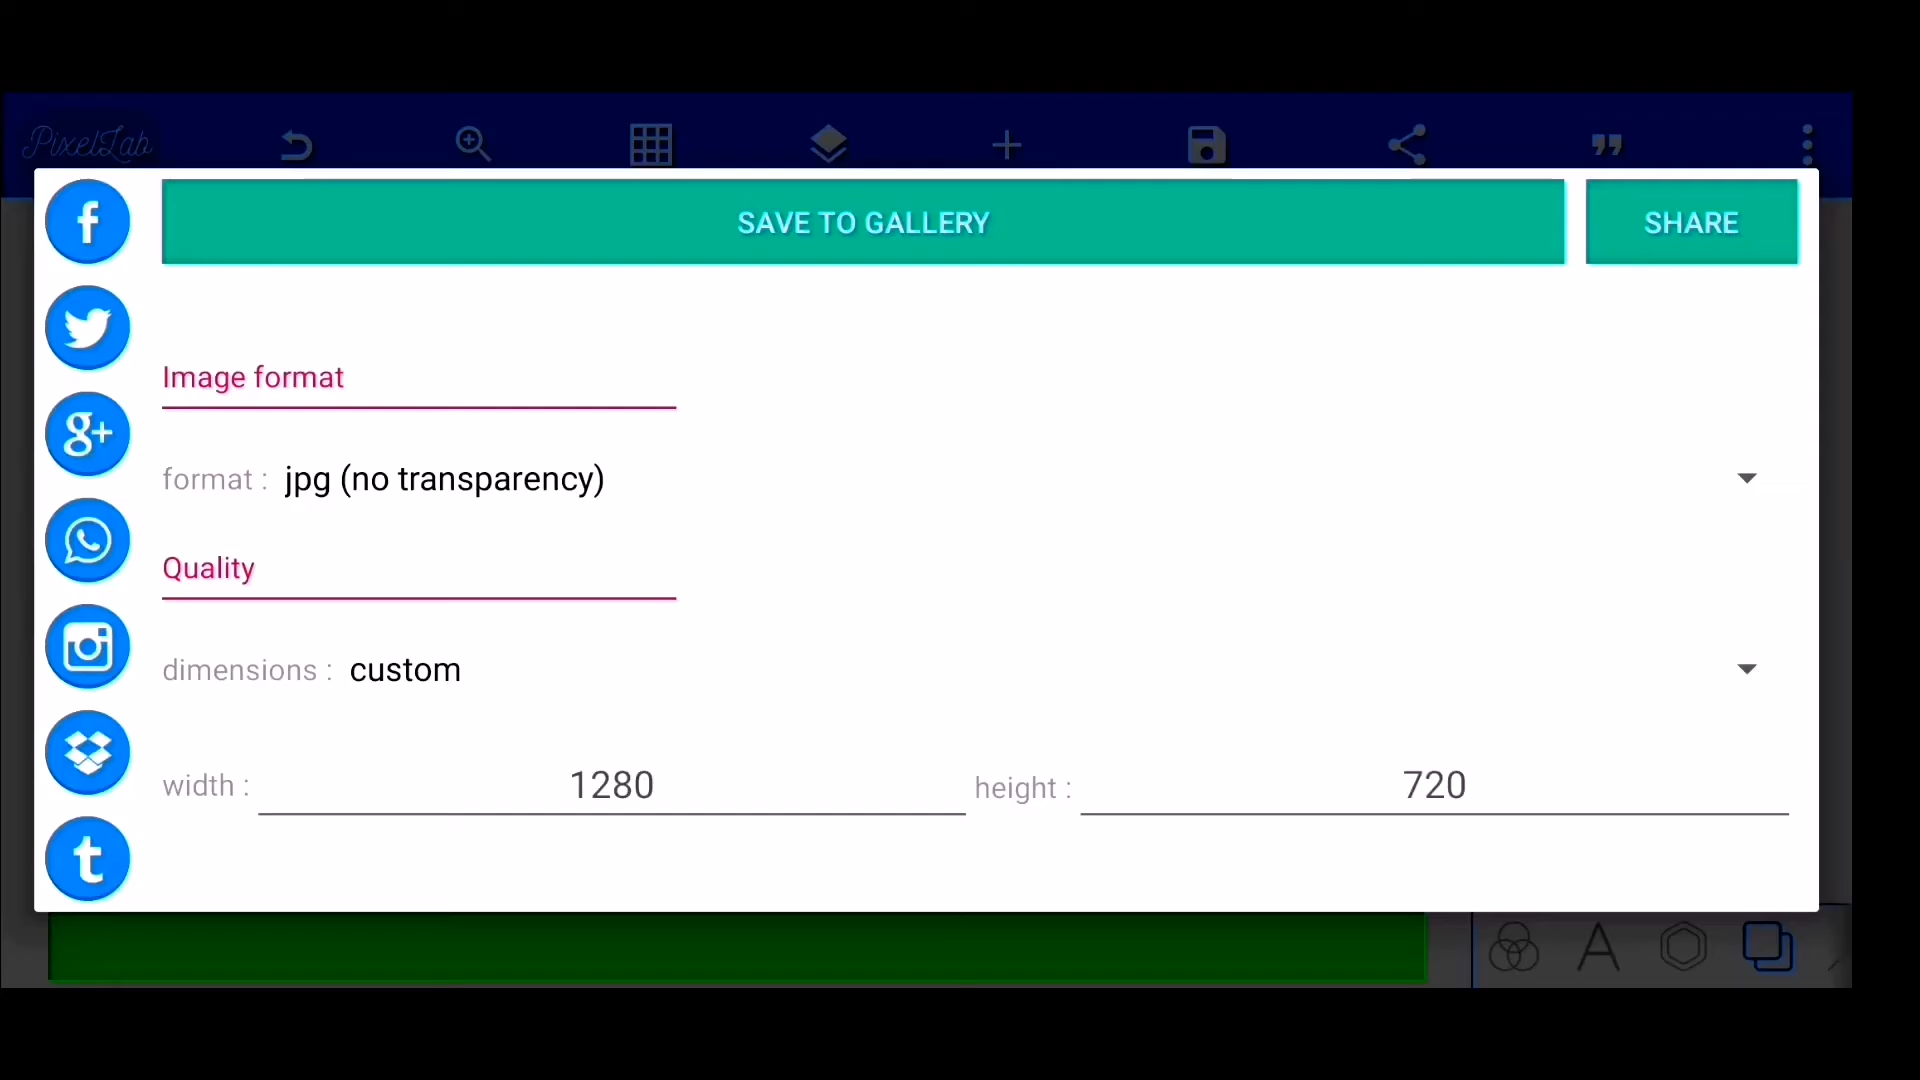 PixelLab
SAVE TO GALLERY
SHARE
Image format
format : jpg (no transparency)
Quality
dimensions : custom
width : 1280 height : 720